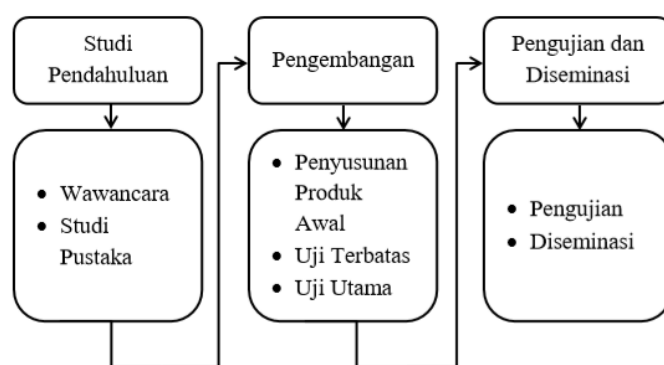 Studi
Pendahuluan
• Wawancara
• Studi
Pustaka
Pengembangan
• Penyusunan
Produk
Awal
• Uji Terbatas
• Uji Utama
Pengujian dan
Diseminasi
• Pengujian
• Diseminasi